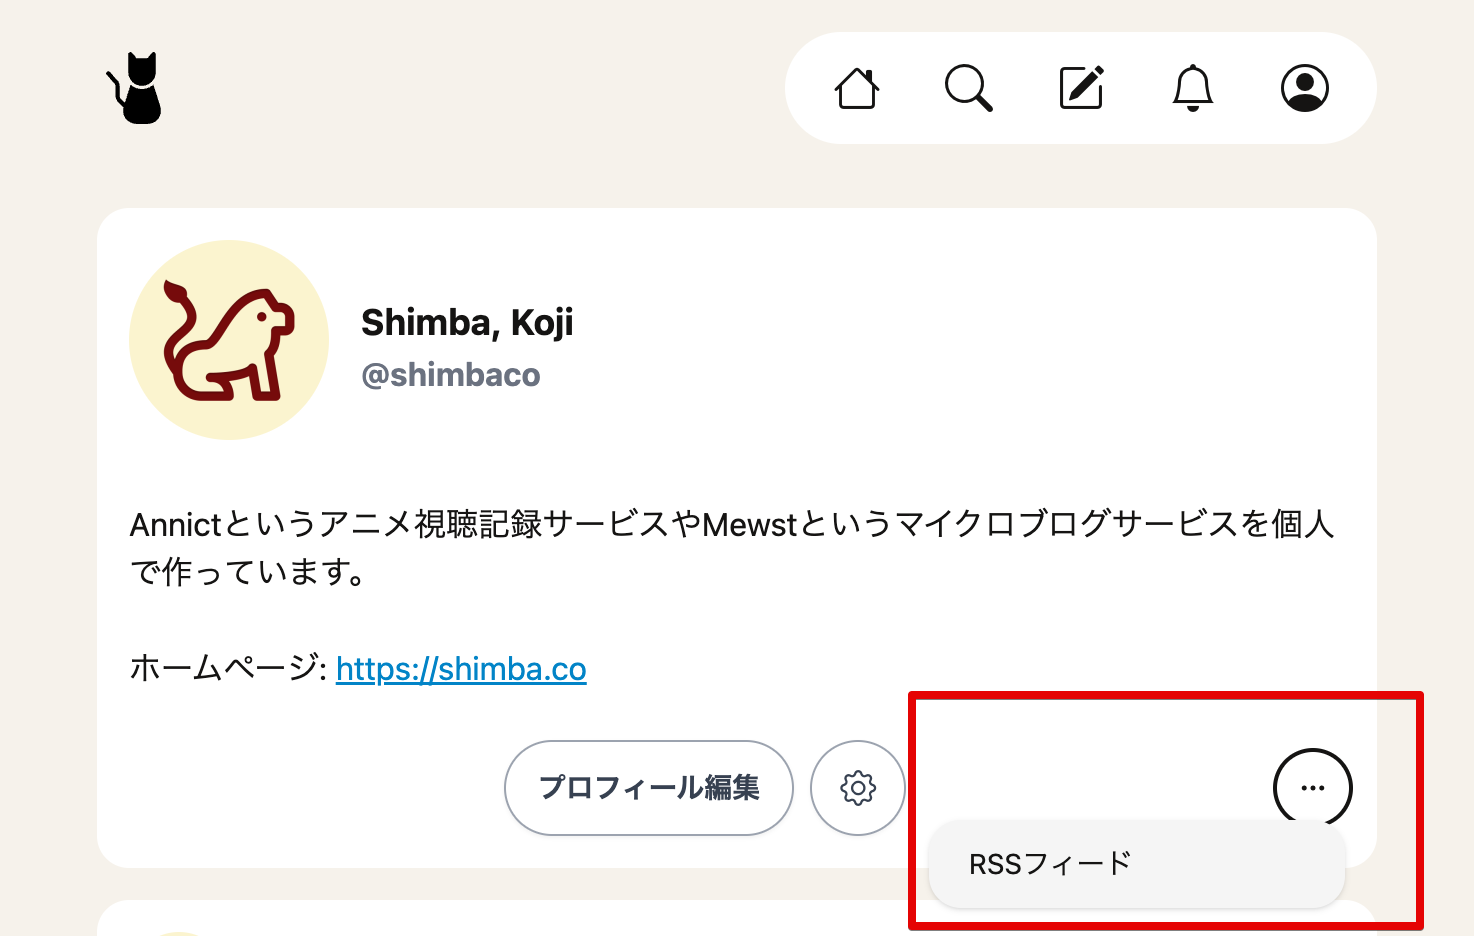 Shimba, Koji
@shimbaco
Annictというアニメ視聴記録サービスやMewstというマイクロブログサービスを個人
で作っています。
ホームページ: https://shimba.co
プロフィール編集
RSSフィード